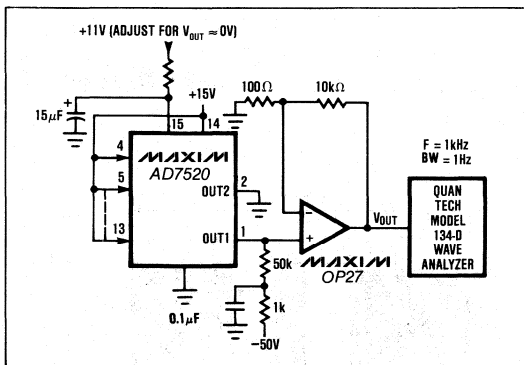 +11V (ADJUST FOR VOUT ≈ 0V)
100Ω
10kΩ
+15V
15µF
+
15
14
4
MAXIM
AD7520
5
13
OUT2
2
OUT1
1
F = 1kHz
BW = 1Hz
QUAN
TECH
MODEL
134-D
WAVE
ANALYZER
−
+
VOUT
MAXIM
OP27
50k
0.1µF
1k
−50V